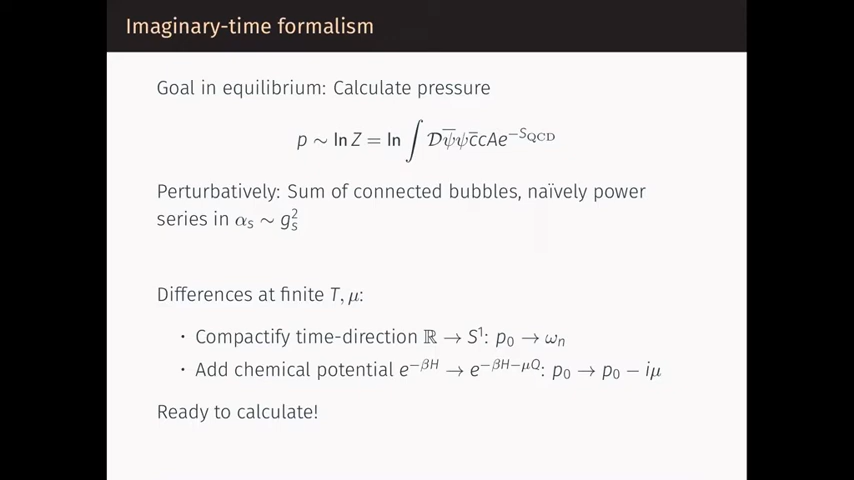 Imaginary-time formalism
Goal in equilibrium: Calculate pressure
p ∼ ln Z = ln ∫ 𝒟ψ̅ψc̅cAe^{−S_QCD}
Perturbatively: Sum of connected bubbles, naïvely power
series in αₛ ∼ gₛ²
Differences at finite T, μ:
· Compactify time-direction ℝ → S¹: p₀ → ωₙ
· Add chemical potential e^{−βH} → e^{−βH−μQ}: p₀ → p₀ − iμ
Ready to calculate!